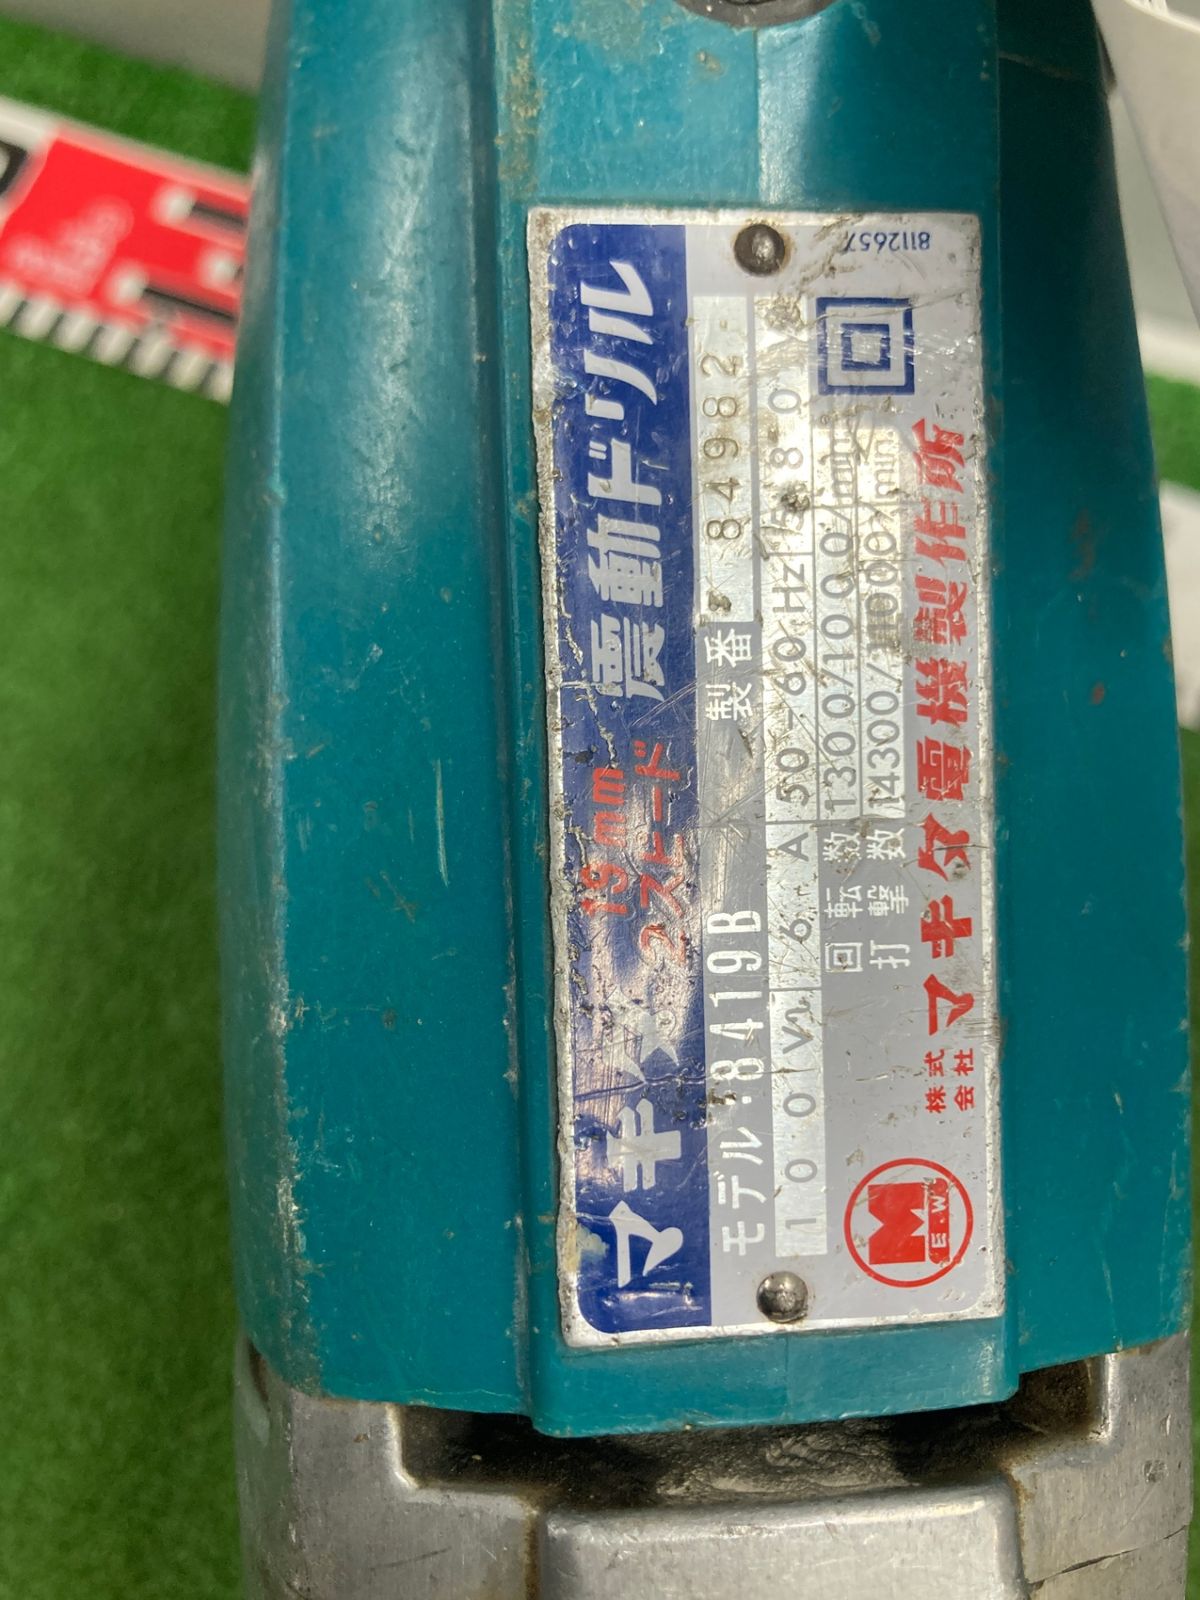 8112657
マキタ 19mm 2スピード 震動ドリル
モデル 8419B 製番 84982
100V 6A 50-60Hz 580W
回転数 1300/1000/min
打撃数 14300/11000/min
M E.W
株式会社 マキタ電機製作所